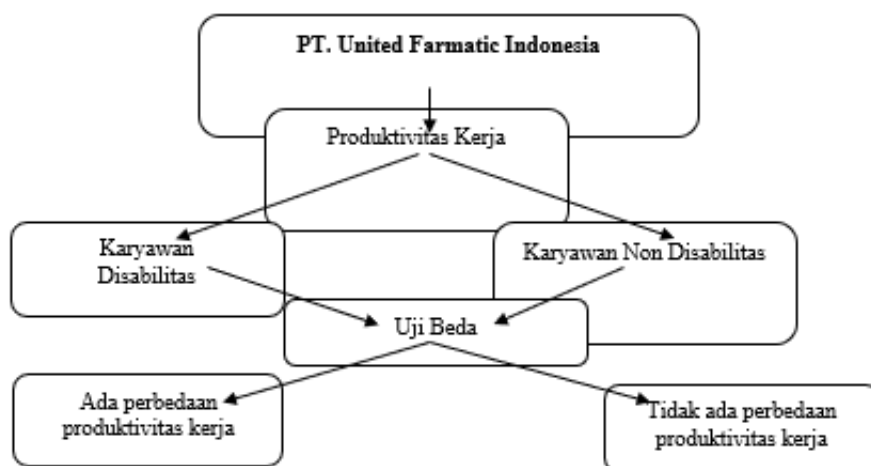 PT. United Farmatic Indonesia
Produktivitas Kerja
Karyawan
Disabilitas
Karyawan Non Disabilitas
Uji Beda
Ada perbedaan
produktivitas kerja
Tidak ada perbedaan
produktivitas kerja